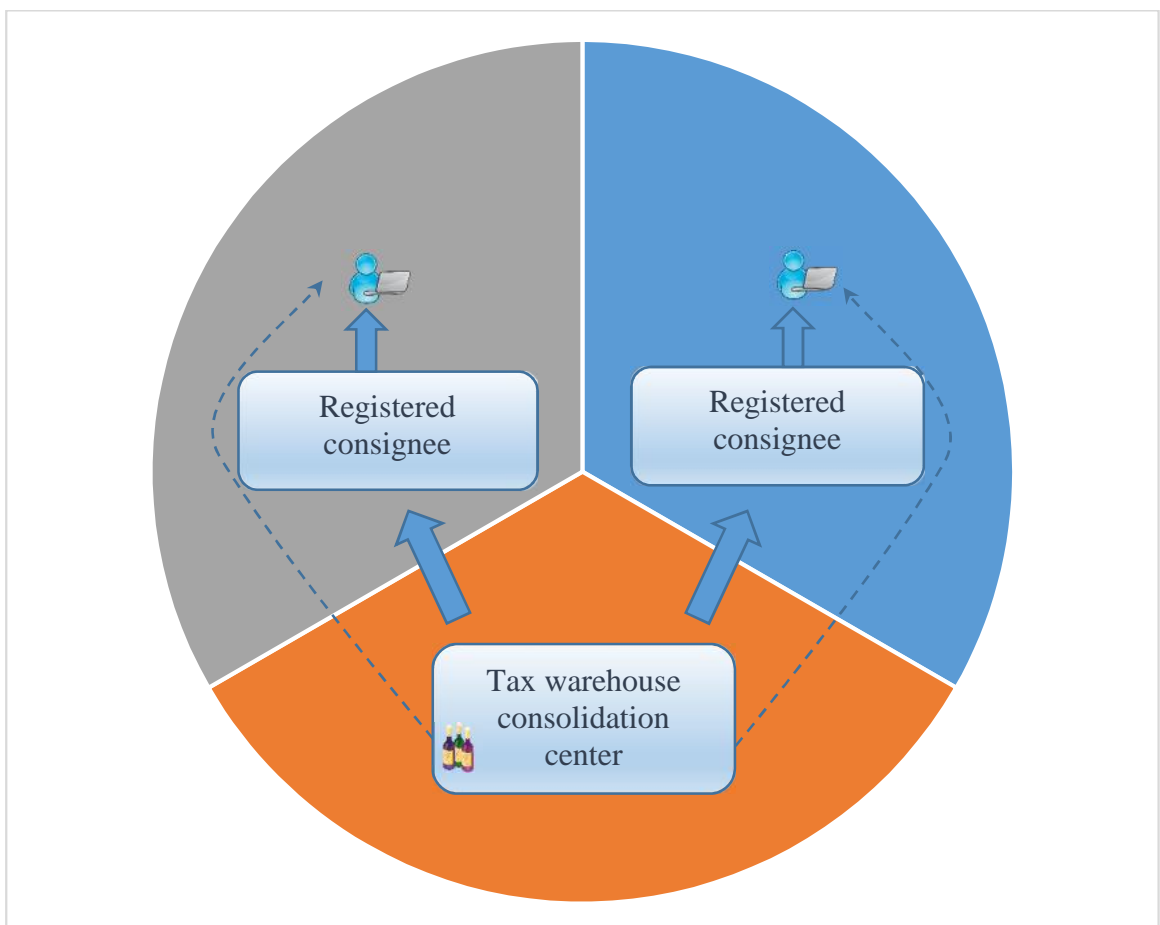 Registered
consignee
Registered
consignee
Tax warehouse
consolidation
center